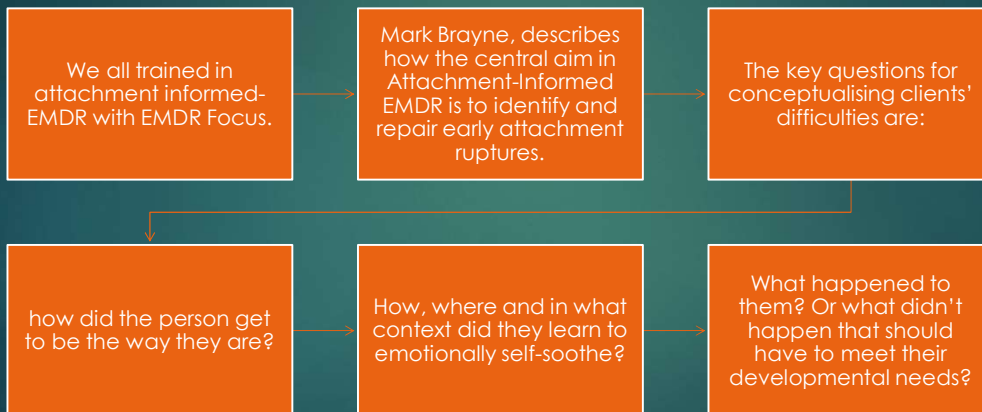 We all trained in
attachment informed-
EMDR with EMDR Focus.
Mark Brayne, describes
how the central aim in
Attachment-Informed
EMDR is to identify and
repair early attachment
ruptures.
The key questions for
conceptualising clients'
difficulties are:
how did the person get
to be the way they are?
How, where and in what
context did they learn to
emotionally self-soothe?
What happened to
them? Or what didn't
happen that should
have to meet their
developmental needs?